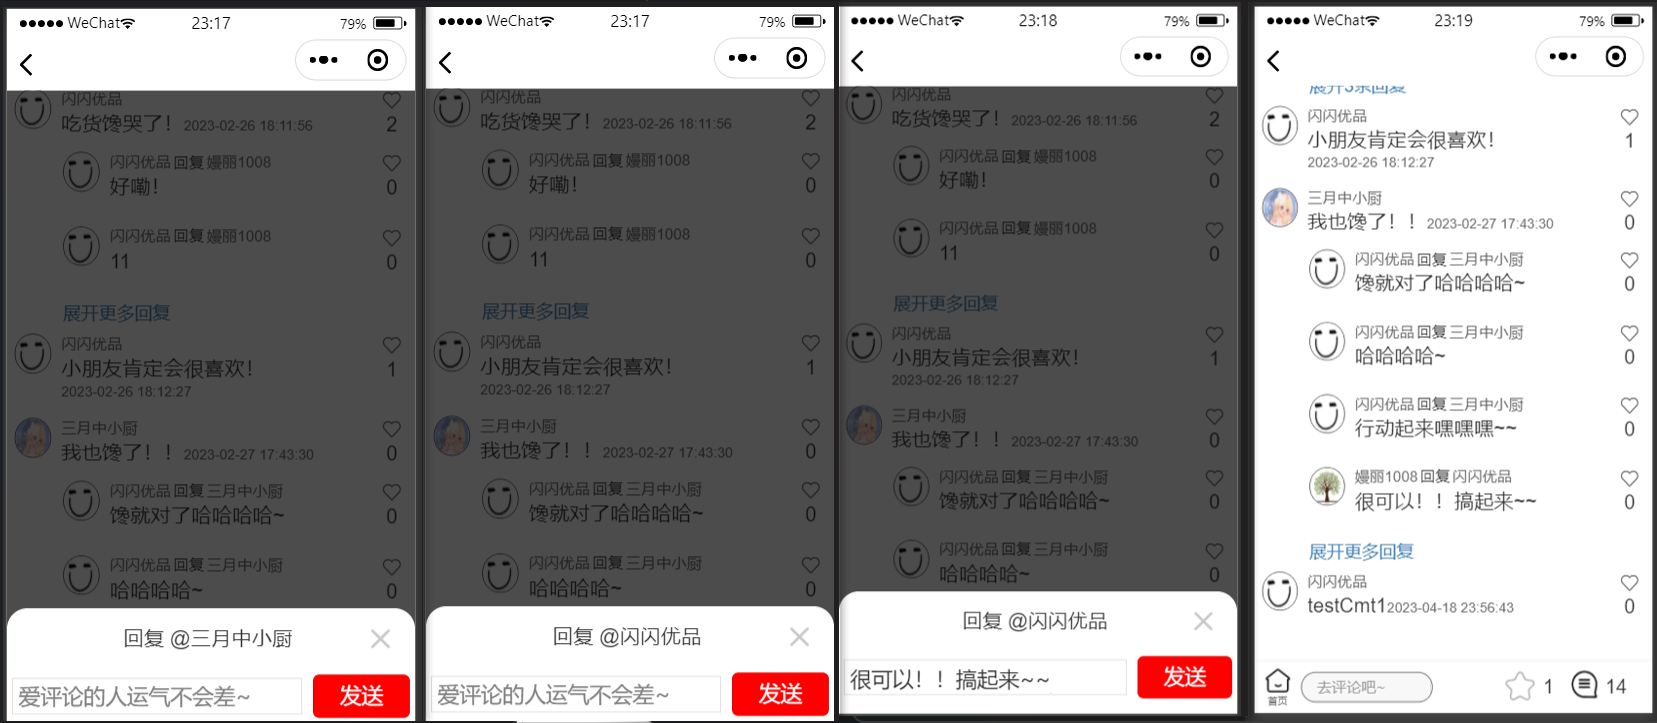 ●●●●● WeChat 23:17 79%
闪闪优品
吃货馋哭了！ 2023-02-26 18:11:56 2
闪闪优品 回复 嫚丽1008
好嘞！ 0
闪闪优品 回复 嫚丽1008
11 0
展开更多回复
闪闪优品
小朋友肯定会很喜欢！ 1
2023-02-26 18:12:27
三月中小厨
我也馋了！！ 2023-02-27 17:43:30 0
闪闪优品 回复 三月中小厨
馋就对了哈哈哈哈~ 0
闪闪优品 回复 三月中小厨
哈哈哈哈~ 0
回复 @三月中小厨
爱评论的人运气不会差~ 发送
●●●●● WeChat 23:17 79%
闪闪优品
吃货馋哭了！ 2023-02-26 18:11:56 2
闪闪优品 回复 嫚丽1008
好嘞！ 0
闪闪优品 回复 嫚丽1008
11 0
展开更多回复
闪闪优品
小朋友肯定会很喜欢！ 1
2023-02-26 18:12:27
三月中小厨
我也馋了！！ 2023-02-27 17:43:30 0
闪闪优品 回复 三月中小厨
馋就对了哈哈哈哈~ 0
闪闪优品 回复 三月中小厨
哈哈哈哈~ 0
回复 @闪闪优品
爱评论的人运气不会差~ 发送
●●●●● WeChat 23:18 79%
闪闪优品
吃货馋哭了！ 2023-02-26 18:11:56 2
闪闪优品 回复 嫚丽1008
好嘞！ 0
闪闪优品 回复 嫚丽1008
11 0
展开更多回复
闪闪优品
小朋友肯定会很喜欢！ 1
2023-02-26 18:12:27
三月中小厨
我也馋了！！ 2023-02-27 17:43:30 0
闪闪优品 回复 三月中小厨
馋就对了哈哈哈哈~ 0
闪闪优品 回复 三月中小厨
哈哈哈哈~ 0
回复 @闪闪优品
很可以！！搞起来~~ 发送
●●●●● WeChat 23:19 79%
展开3条回复
闪闪优品
小朋友肯定会很喜欢！ 1
2023-02-26 18:12:27
三月中小厨
我也馋了！！ 2023-02-27 17:43:30 0
闪闪优品 回复 三月中小厨
馋就对了哈哈哈哈~ 0
闪闪优品 回复 三月中小厨
哈哈哈哈~ 0
闪闪优品 回复 三月中小厨
行动起来嘿嘿嘿~~ 0
嫚丽1008 回复 闪闪优品
很可以！！搞起来~~ 0
展开更多回复
闪闪优品
testCmt1 2023-04-18 23:56:43 0
首页 去评论吧~ 1 14